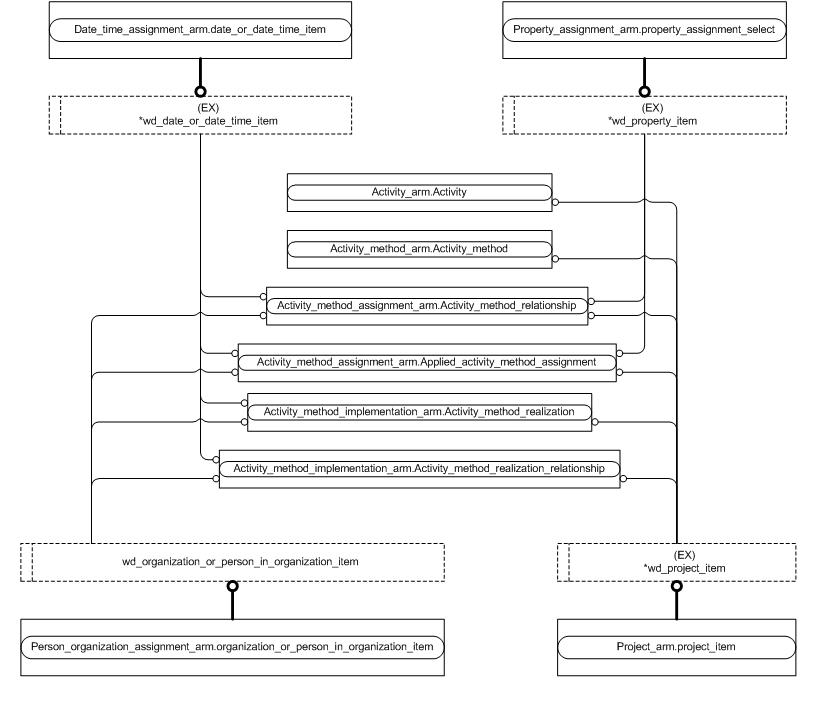 Date_time_assignment_arm.date_or_date_time_item
Property_assignment_arm.property_assignment_select
(EX)
*wd_date_or_date_time_item
(EX)
*wd_property_item
Activity_arm.Activity
Activity_method_arm.Activity_method
Activity_method_assignment_arm.Activity_method_relationship
Activity_method_assignment_arm.Applied_activity_method_assignment
Activity_method_implementation_arm.Activity_method_realization
Activity_method_implementation_arm.Activity_method_realization_relationship
wd_organization_or_person_in_organization_item
(EX)
*wd_project_item
Person_organization_assignment_arm.organization_or_person_in_organization_item
Project_arm.project_item